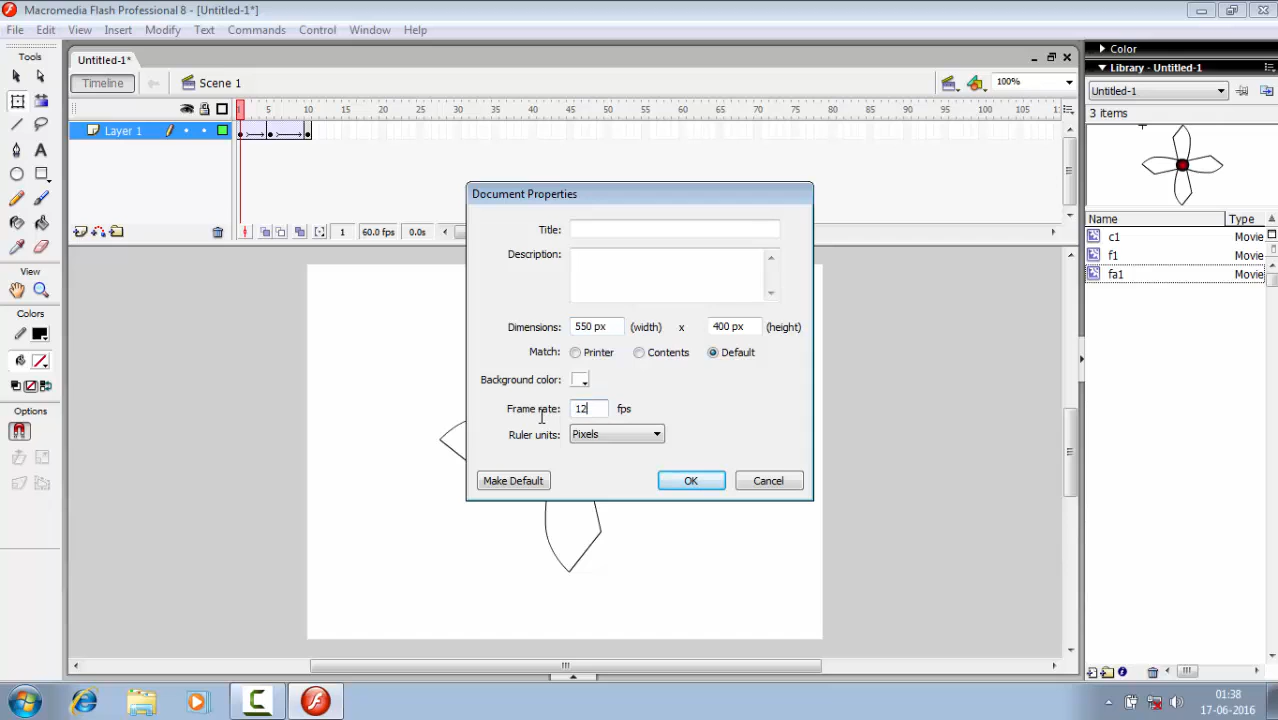 Macromedia Flash Professional 8 - [Untitled-1*]
File Edit View Insert Modify Text Commands Control Window Help
Tools
Untitled-1*
Timeline
Scene 1
100%
1 5 10 15 20 25 30 35 40 45 50 55 60 65 70 75 80 85 90 95 100 105
Layer 1
1 60.0 fps 0.0s
View
Colors
Options
Document Properties
Title:
Description:
Dimensions: 550 px (width) x 400 px (height)
Match: Printer Contents Default
Background color:
Frame rate: 12 fps
Ruler units: Pixels
Make Default OK Cancel
Color
Library - Untitled-1
Untitled-1
3 items
Name Type
c1 Movie
f1 Movie
fa1 Movie
01:38
17-06-2016